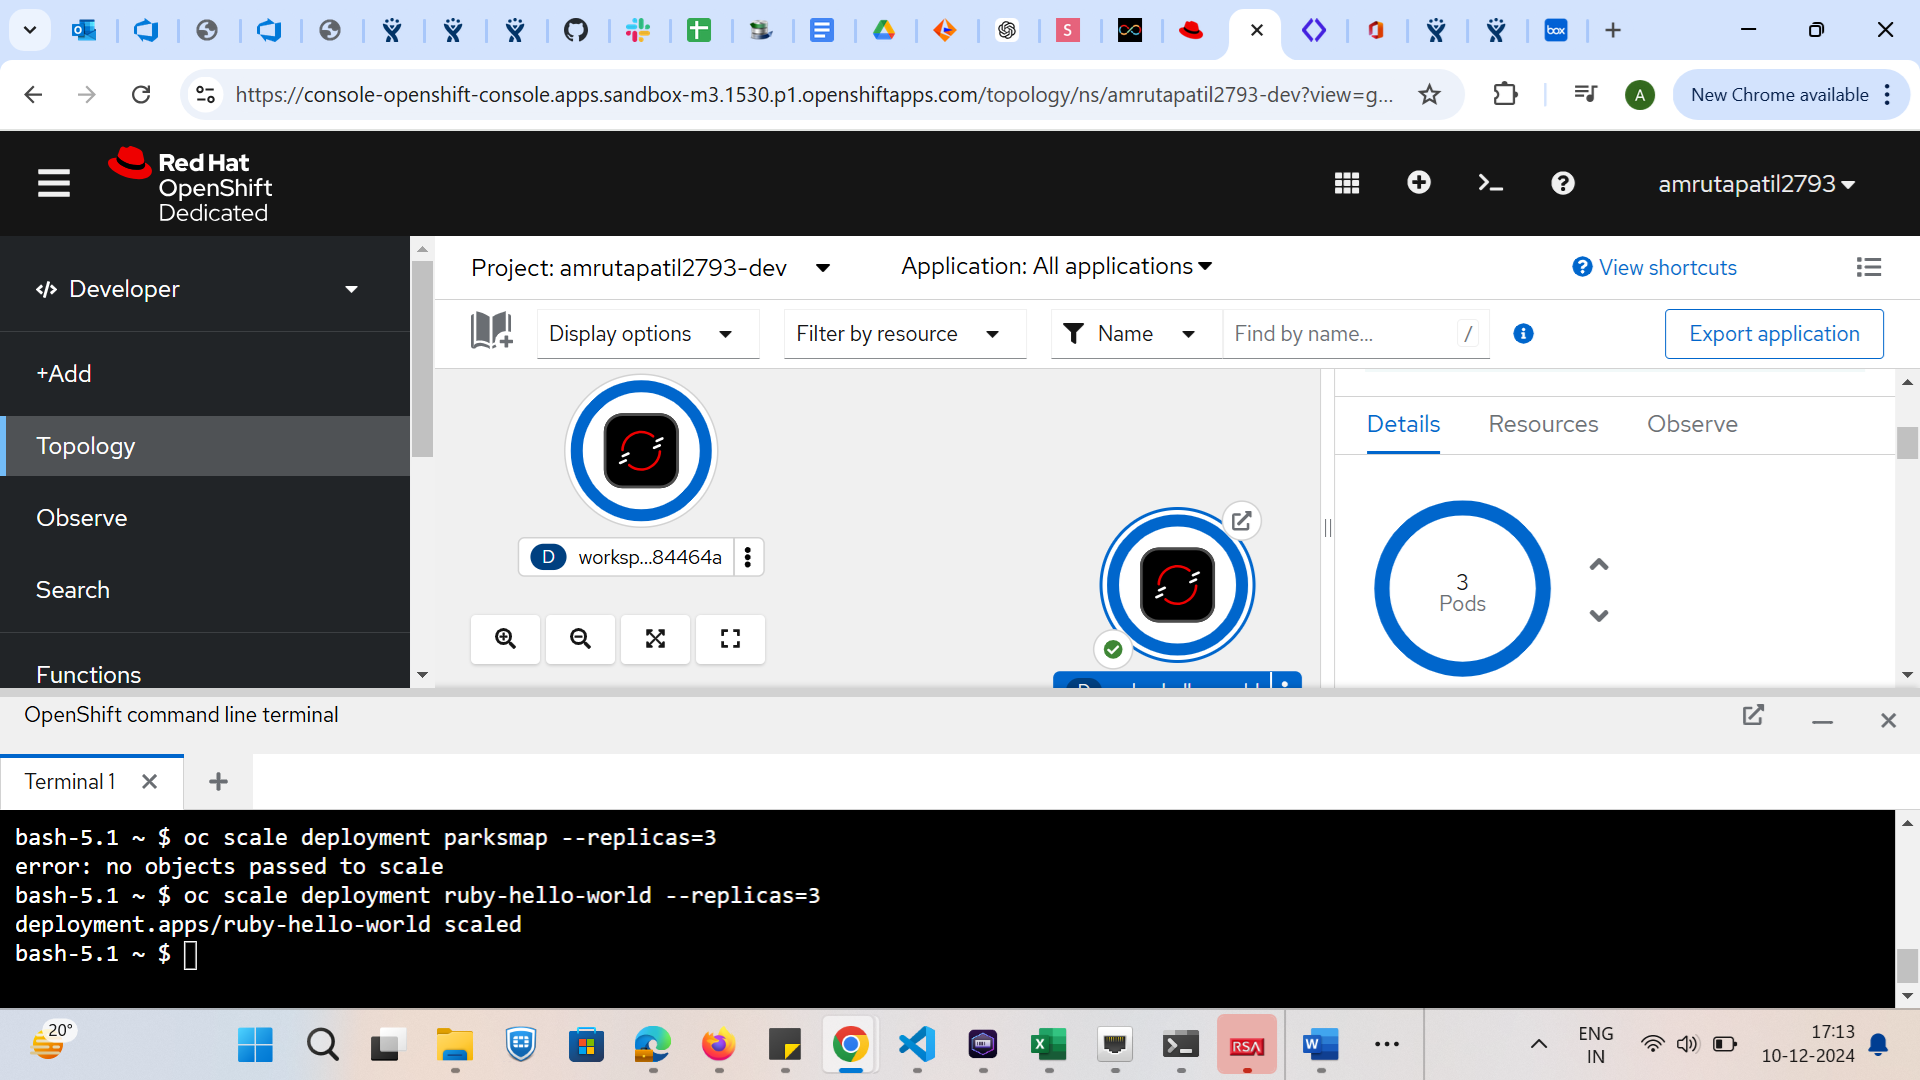 https://console-openshift-console.apps.sandbox-m3.1530.p1.openshiftapps.com/topology/ns/amrutapatil2793-dev?view=g...
A
New Chrome available
S
box
Red Hat
OpenShift
Dedicated
amrutapatil2793
Developer
+Add
Topology
Observe
Search
Functions
Project: amrutapatil2793-dev
Application: All applications
View shortcuts
Display options
Filter by resource
Name
Find by name...
/
Export application
D worksp...84464a
Details
Resources
Observe
3
Pods
OpenShift command line terminal
Terminal 1
bash-5.1 ~ $ oc scale deployment parksmap --replicas=3
error: no objects passed to scale
bash-5.1 ~ $ oc scale deployment ruby-hello-world --replicas=3
deployment.apps/ruby-hello-world scaled
bash-5.1 ~ $
20°
RSA
ENG
IN
17:13
10-12-2024